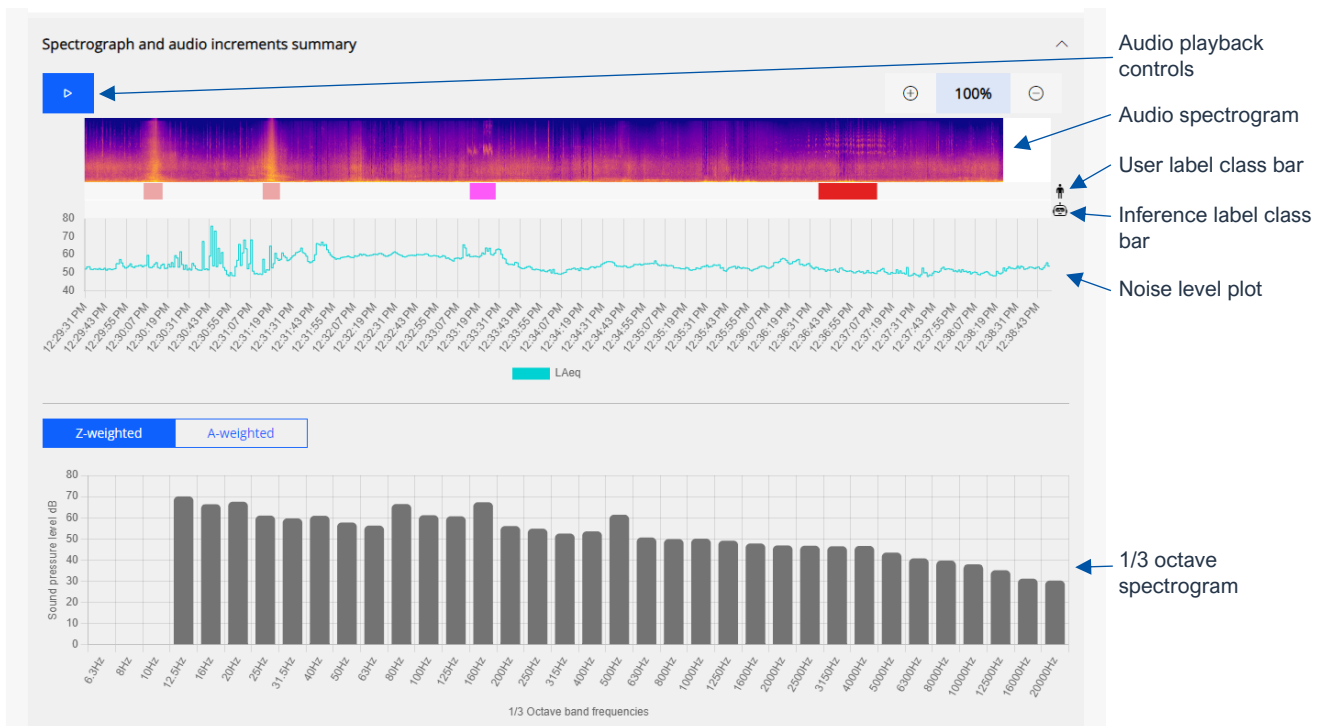 Spectrograph and audio increments summary
100%
Audio playback
controls
Audio spectrogram
User label class bar
Inference label class
bar
Noise level plot
80
70
60
50
40
12:29:31 PM
12:29:43 PM
12:29:55 PM
12:30:07 PM
12:30:19 PM
12:30:31 PM
12:30:43 PM
12:30:55 PM
12:31:07 PM
12:31:19 PM
12:31:31 PM
12:31:43 PM
12:31:55 PM
12:32:07 PM
12:32:19 PM
12:32:31 PM
12:32:43 PM
12:32:55 PM
12:33:07 PM
12:33:19 PM
12:33:31 PM
12:33:43 PM
12:33:55 PM
12:34:07 PM
12:34:19 PM
12:34:31 PM
12:34:43 PM
12:34:55 PM
12:35:07 PM
12:35:19 PM
12:35:31 PM
12:35:43 PM
12:35:55 PM
12:36:07 PM
12:36:19 PM
12:36:31 PM
12:36:43 PM
12:36:55 PM
12:37:07 PM
12:37:19 PM
12:37:31 PM
12:37:43 PM
12:37:55 PM
12:38:07 PM
12:38:19 PM
12:38:31 PM
12:38:43 PM
LAeq
Z-weighted
A-weighted
80
70
60
50
40
30
20
10
0
Sound pressure level dB
6.3Hz
8Hz
10Hz
12.5Hz
16Hz
20Hz
25Hz
31.5Hz
40Hz
50Hz
63Hz
80Hz
100Hz
125Hz
160Hz
200Hz
250Hz
315Hz
400Hz
500Hz
630Hz
800Hz
1000Hz
1250Hz
1600Hz
2000Hz
2500Hz
3150Hz
4000Hz
5000Hz
6300Hz
8000Hz
10000Hz
12500Hz
16000Hz
20000Hz
1/3 Octave band frequencies
1/3 octave
spectrogram